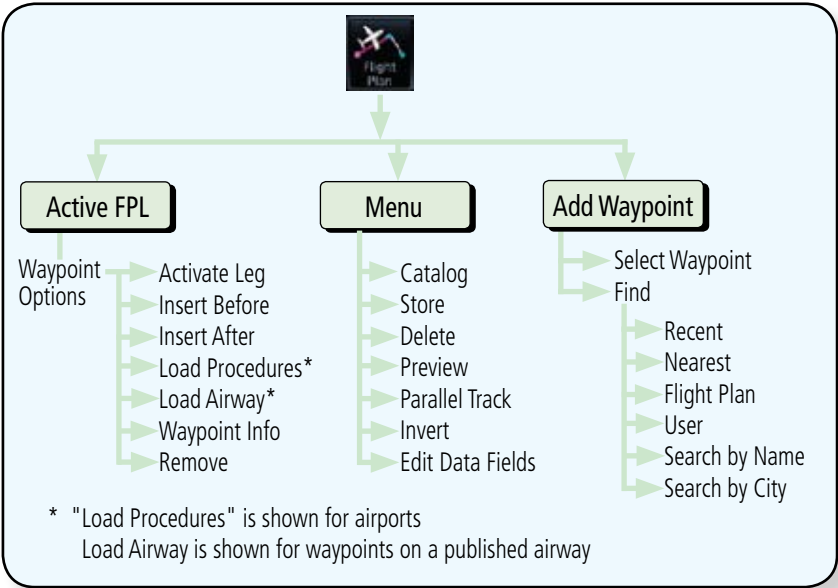 Flight
Plan
Active FPL
Menu
Add Waypoint
Waypoint
Options
Activate Leg
Insert Before
Insert After
Load Procedures*
Load Airway*
Waypoint Info
Remove
Catalog
Store
Delete
Preview
Parallel Track
Invert
Edit Data Fields
Select Waypoint
Find
Recent
Nearest
Flight Plan
User
Search by Name
Search by City
* "Load Procedures" is shown for airports
Load Airway is shown for waypoints on a published airway